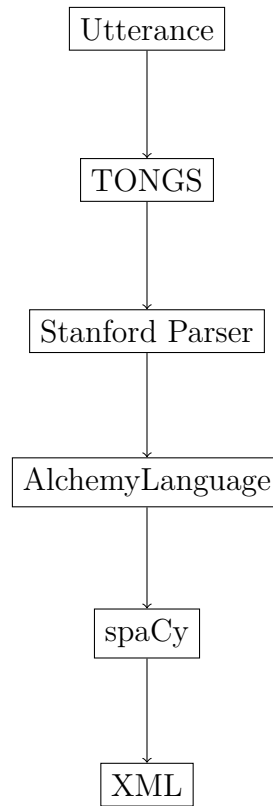 Utterance
TONGS
Stanford Parser
AlchemyLanguage
spaCy
XML